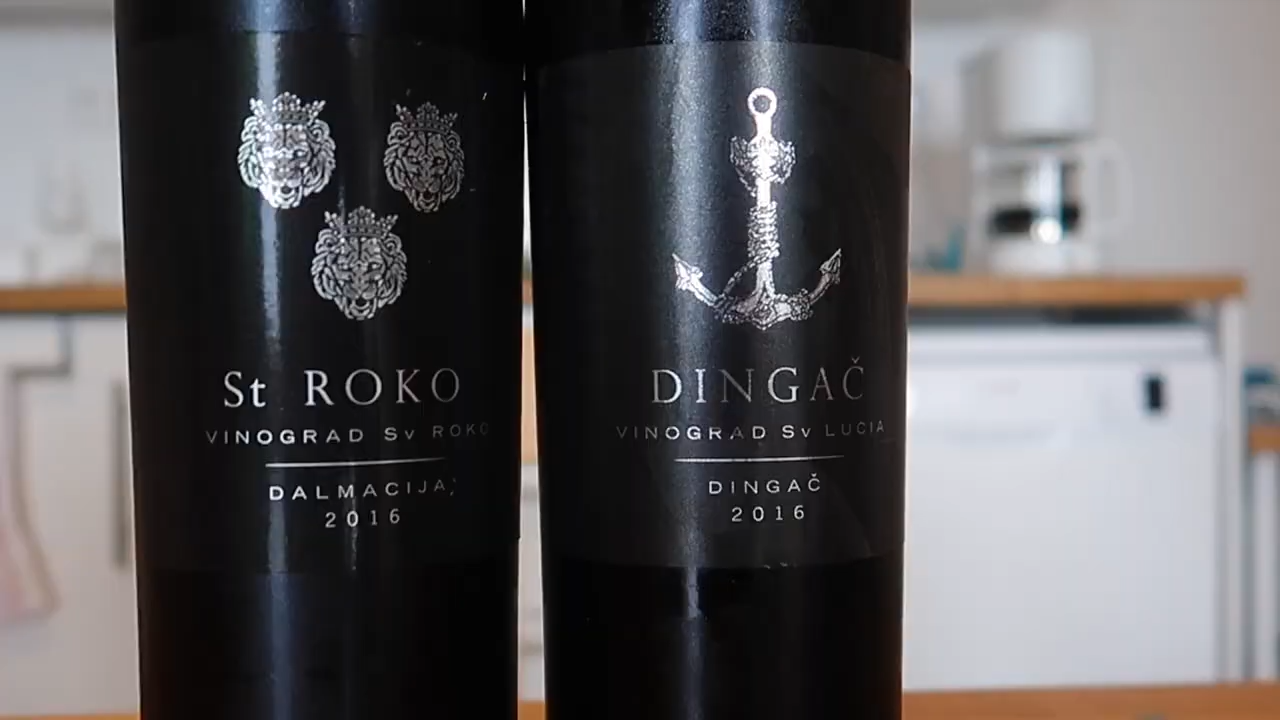 St ROKO
VINOGRAD Sv ROKO
DALMACIJA
2016
DINGAČ
VINOGRAD Sv LUCIA
DINGAČ
2016